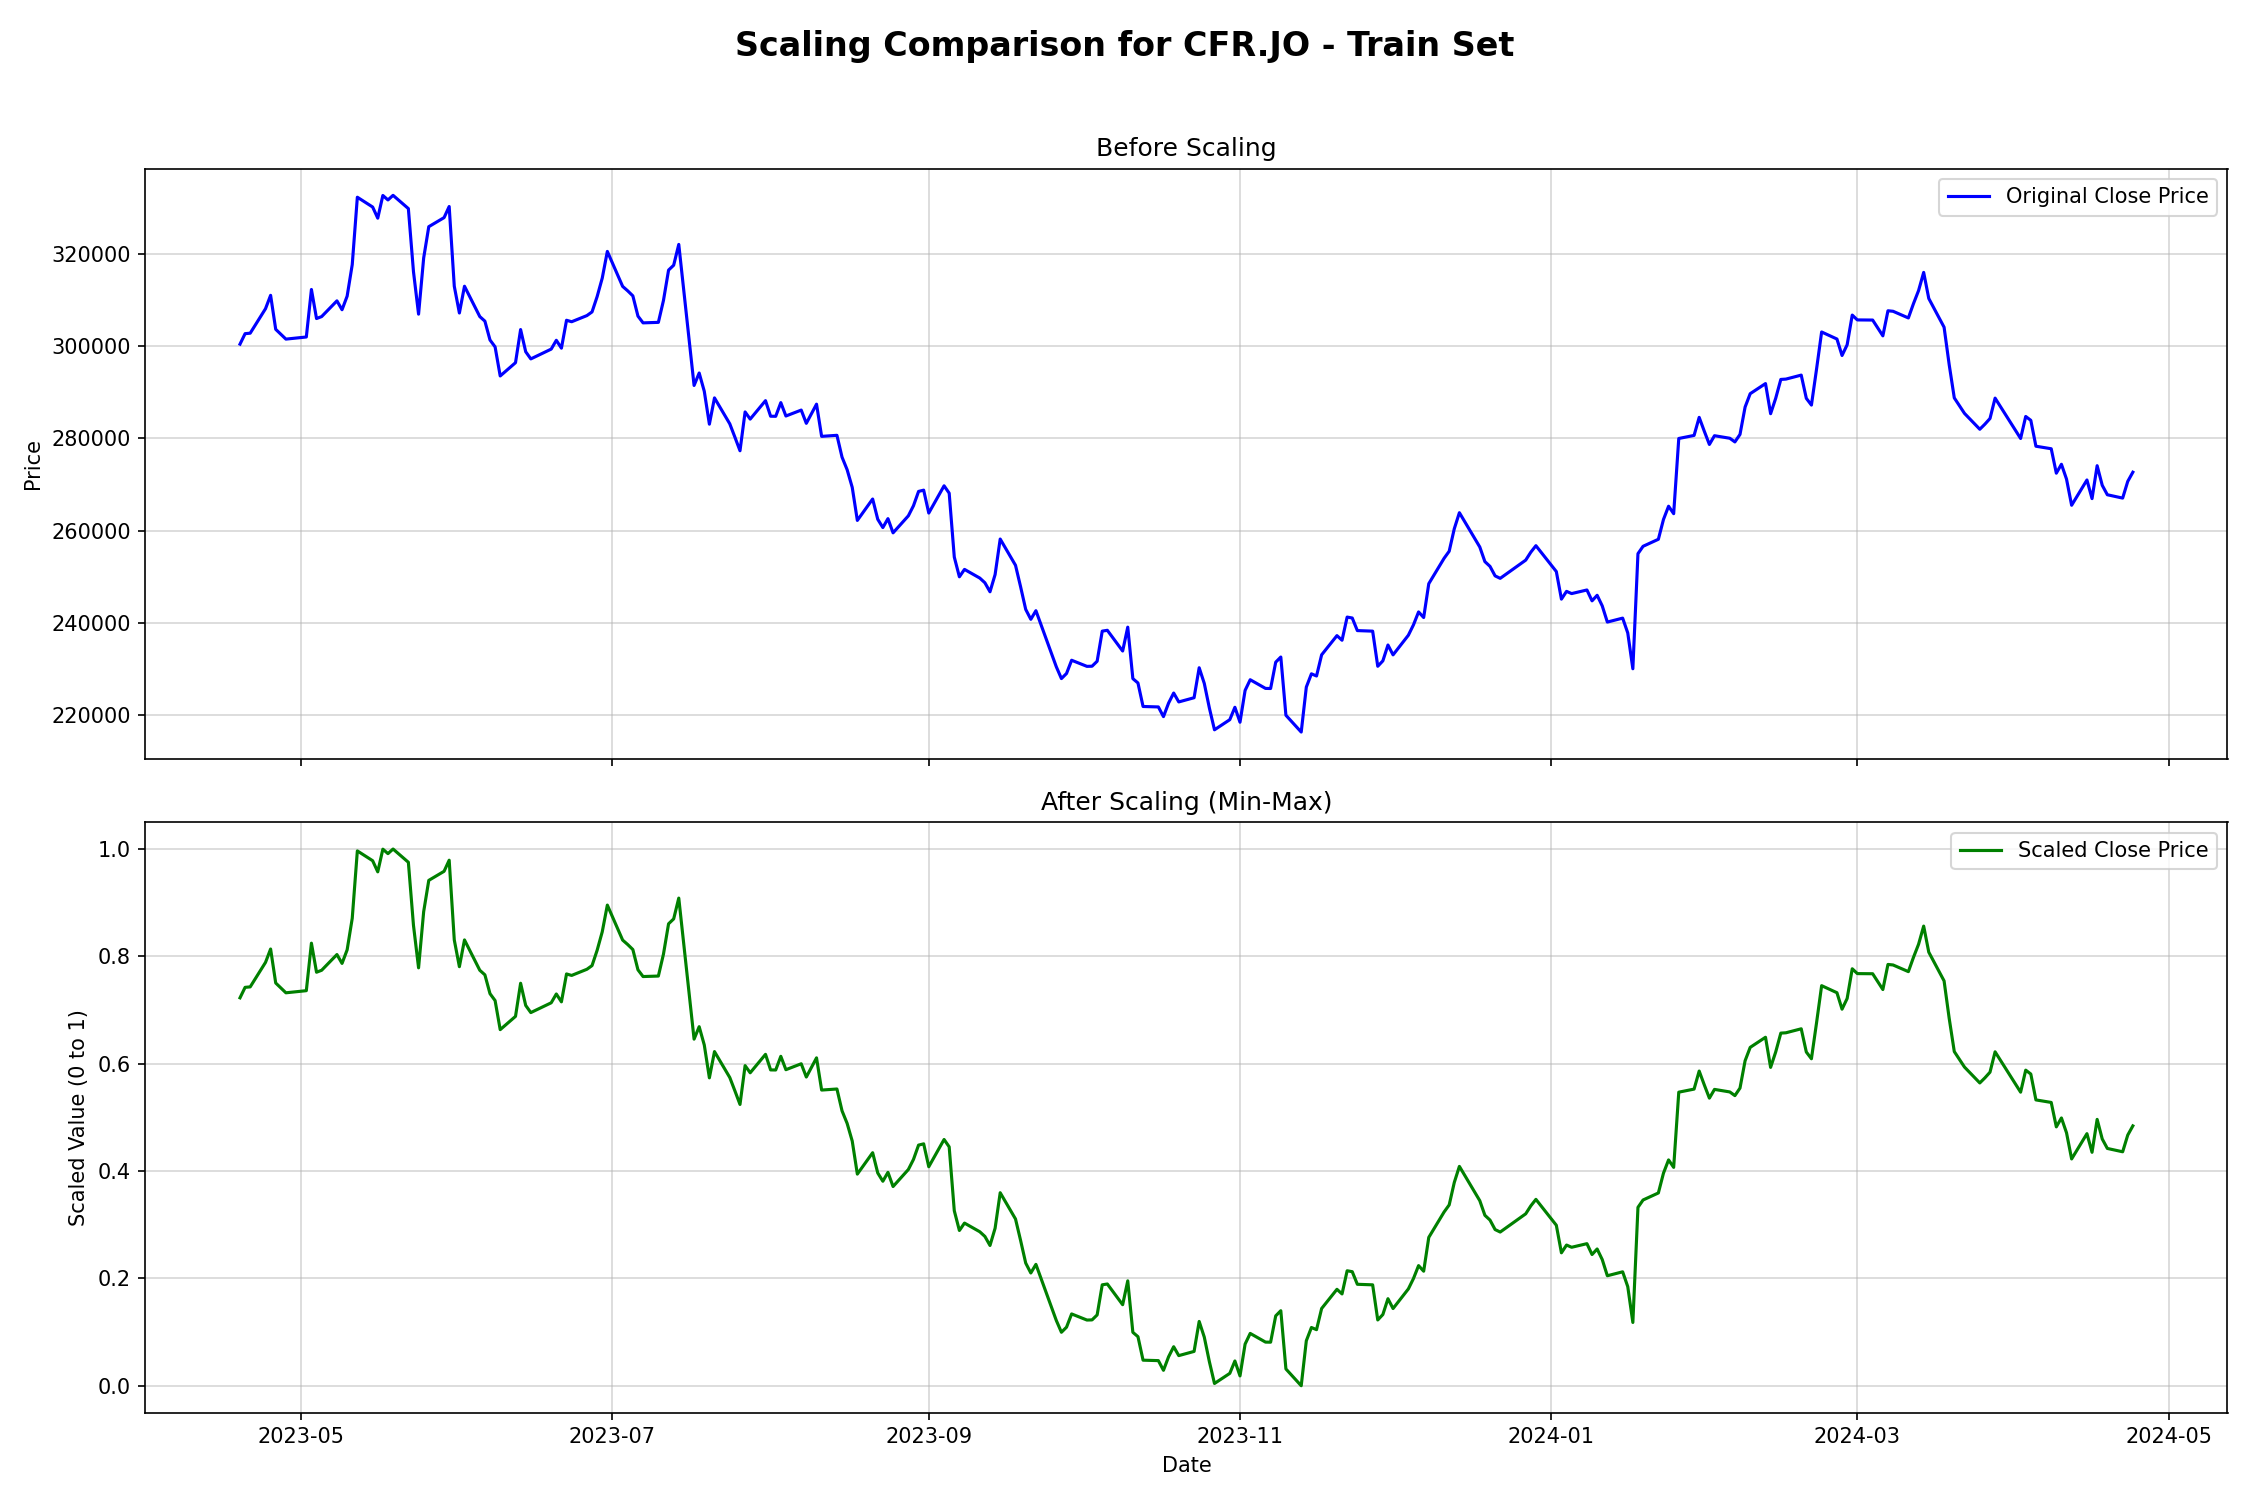 Scaling Comparison for CFR.JO - Train Set
Before Scaling
Original Close Price
Price
320000
300000
280000
260000
240000
220000
After Scaling (Min-Max)
Scaled Close Price
Scaled Value (0 to 1)
1.0
0.8
0.6
0.4
0.2
0.0
2023-05 2023-07 2023-09 2023-11 2024-01 2024-03 2024-05
Date